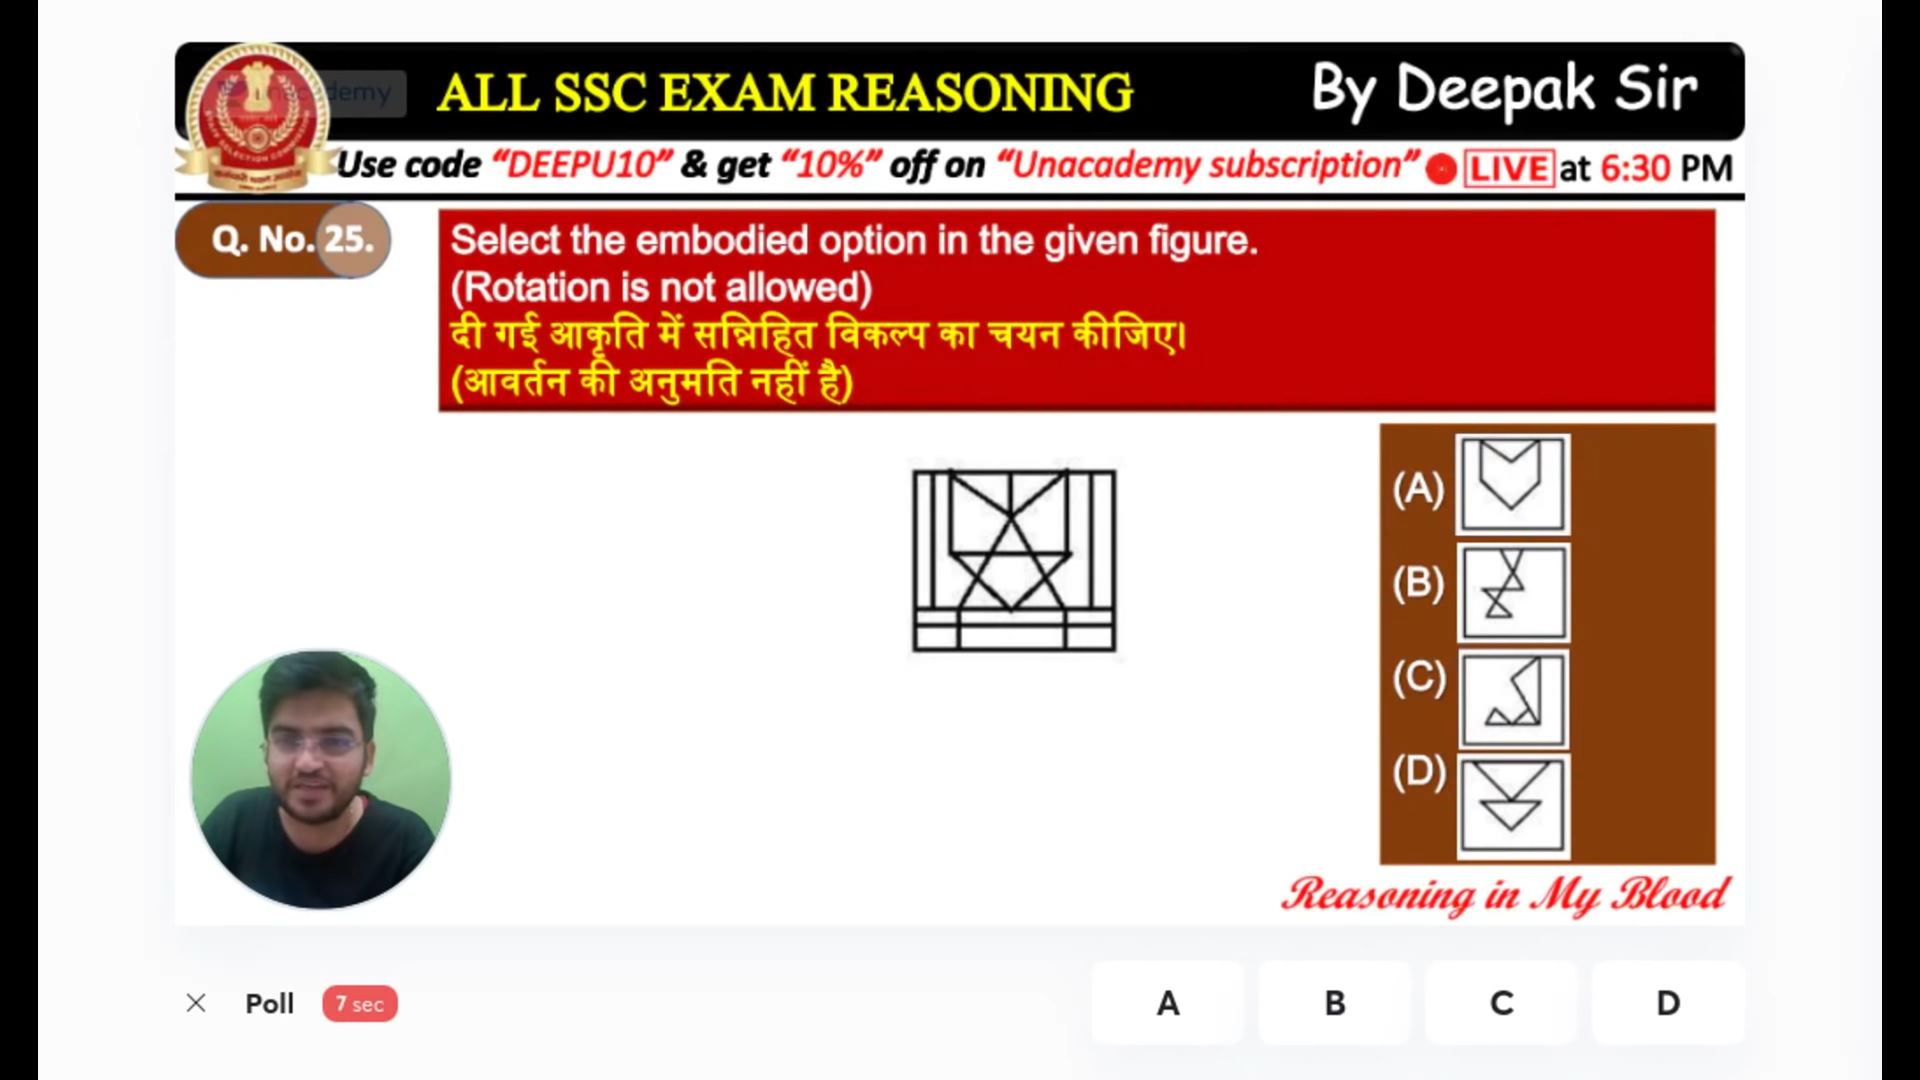 ALL SSC EXAM REASONING
By Deepak Sir
Use code “DEEPU10” & get “10%” off on “Unacademy subscription” LIVE at 6:30 PM
Q. No. 25.
Select the embodied option in the given figure.
(Rotation is not allowed)
दी गई आकृति में सन्निहित विकल्प का चयन कीजिए।
(आवर्तन की अनुमति नहीं है)
(A)
(B)
(C)
(D)
Reasoning in My Blood
Poll
7 sec
A
B
C
D